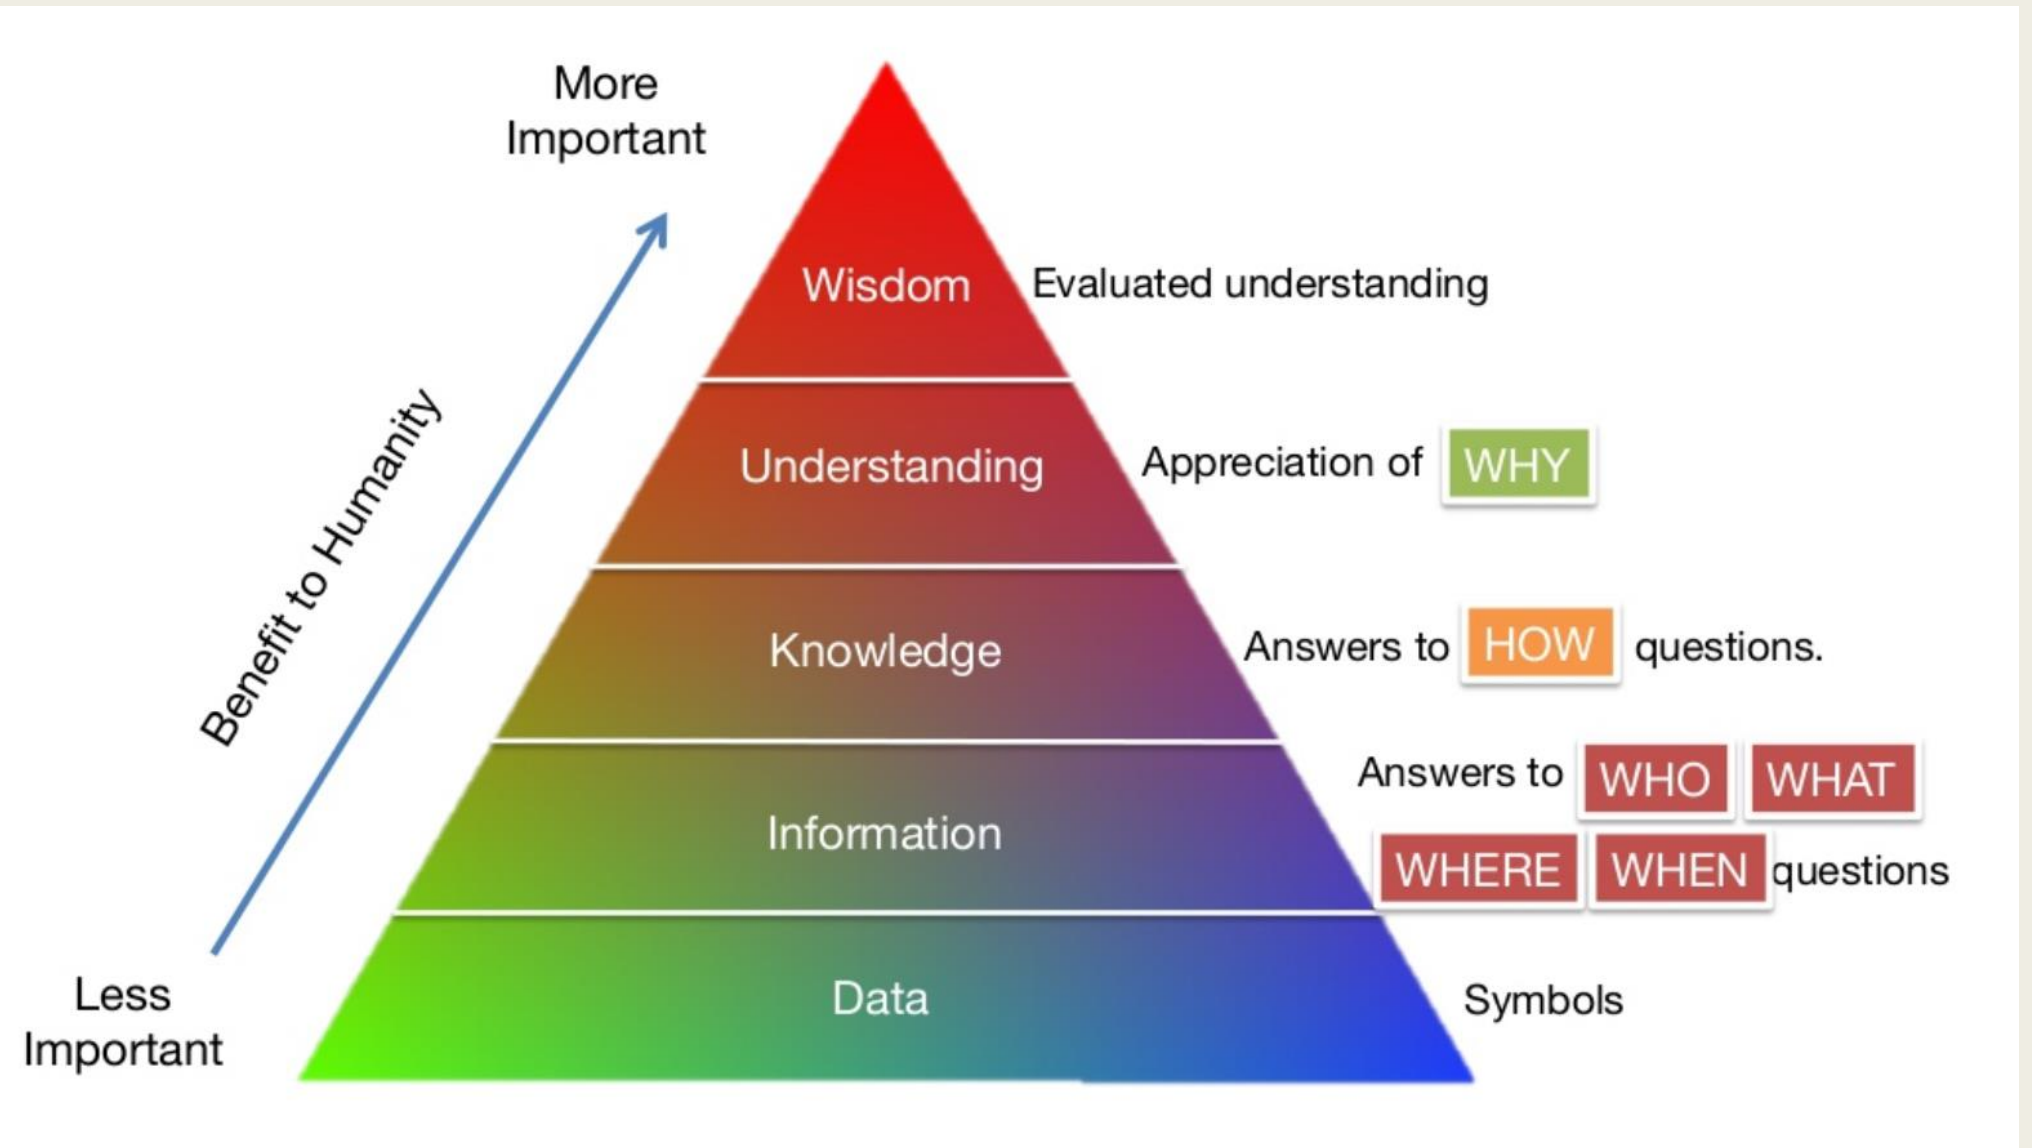 More
Important
Wisdom Evaluated understanding
Understanding Appreciation of WHY
Benefit to Humanity
Knowledge Answers to HOW questions.
Answers to WHO WHAT
Information
WHERE WHEN questions
Less
Important
Data Symbols